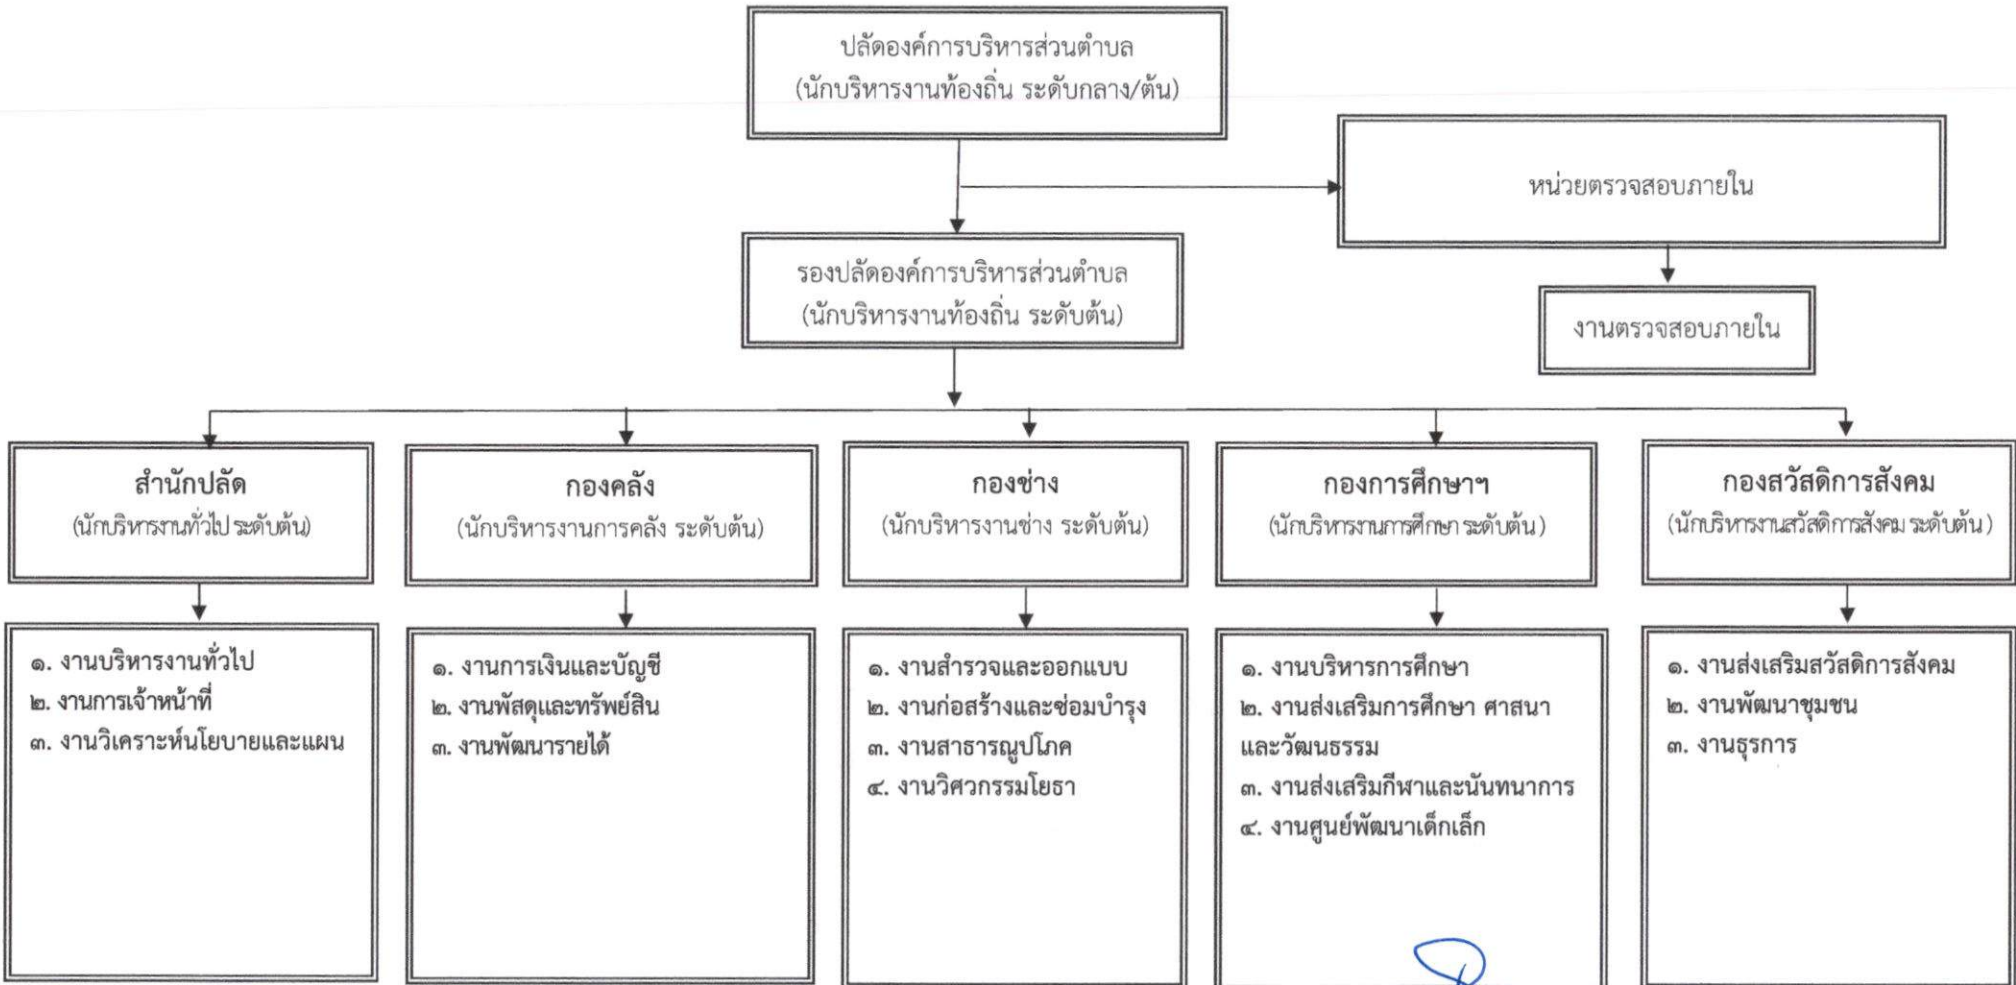 ปลัดองค์การบริหารส่วนตำบล
(นักบริหารงานท้องถิ่น ระดับกลาง/ต้น)
หน่วยตรวจสอบภายใน
รองปลัดองค์การบริหารส่วนตำบล
(นักบริหารงานท้องถิ่น ระดับต้น)
งานตรวจสอบภายใน
สำนักปลัด
(นักบริหารงานทั่วไป ระดับต้น)
กองคลัง
(นักบริหารงานการคลัง ระดับต้น)
กองช่าง
(นักบริหารงานช่าง ระดับต้น)
กองการศึกษาฯ
(นักบริหารงานการศึกษา ระดับต้น )
กองสวัสดิการสังคม
(นักบริหารงานสวัสดิการสังคม ระดับต้น )
๑. งานบริหารงานทั่วไป
๒. งานการเจ้าหน้าที่
๓. งานวิเคราะห์นโยบายและแผน
๑. งานการเงินและบัญชี
๒. งานพัสดุและทรัพย์สิน
๓. งานพัฒนารายได้
๑. งานสำรวจและออกแบบ
๒. งานก่อสร้างและซ่อมบำรุง
๓. งานสาธารณูปโภค
๔. งานวิศวกรรมโยธา
๑. งานบริหารการศึกษา
๒. งานส่งเสริมการศึกษา ศาสนา
และวัฒนธรรม
๓. งานส่งเสริมกีฬาและนันทนาการ
๔. งานศูนย์พัฒนาเด็กเล็ก
๑. งานส่งเสริมสวัสดิการสังคม
๒. งานพัฒนาชุมชน
๓. งานธุรการ